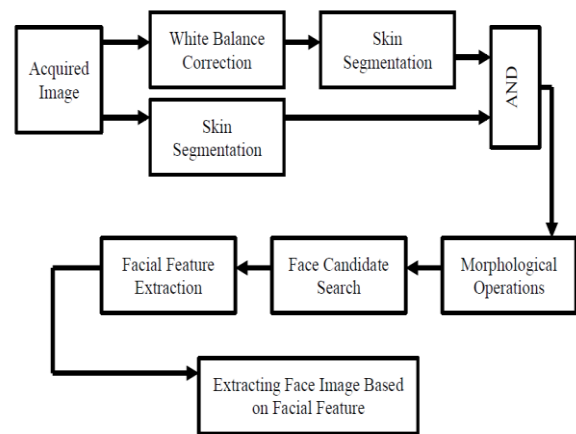 Acquired
Image
White Balance
Correction
Skin
Segmentation
Skin
Segmentation
AND
Facial Feature
Extraction
Face Candidate
Search
Morphological
Operations
Extracting Face Image Based
on Facial Feature